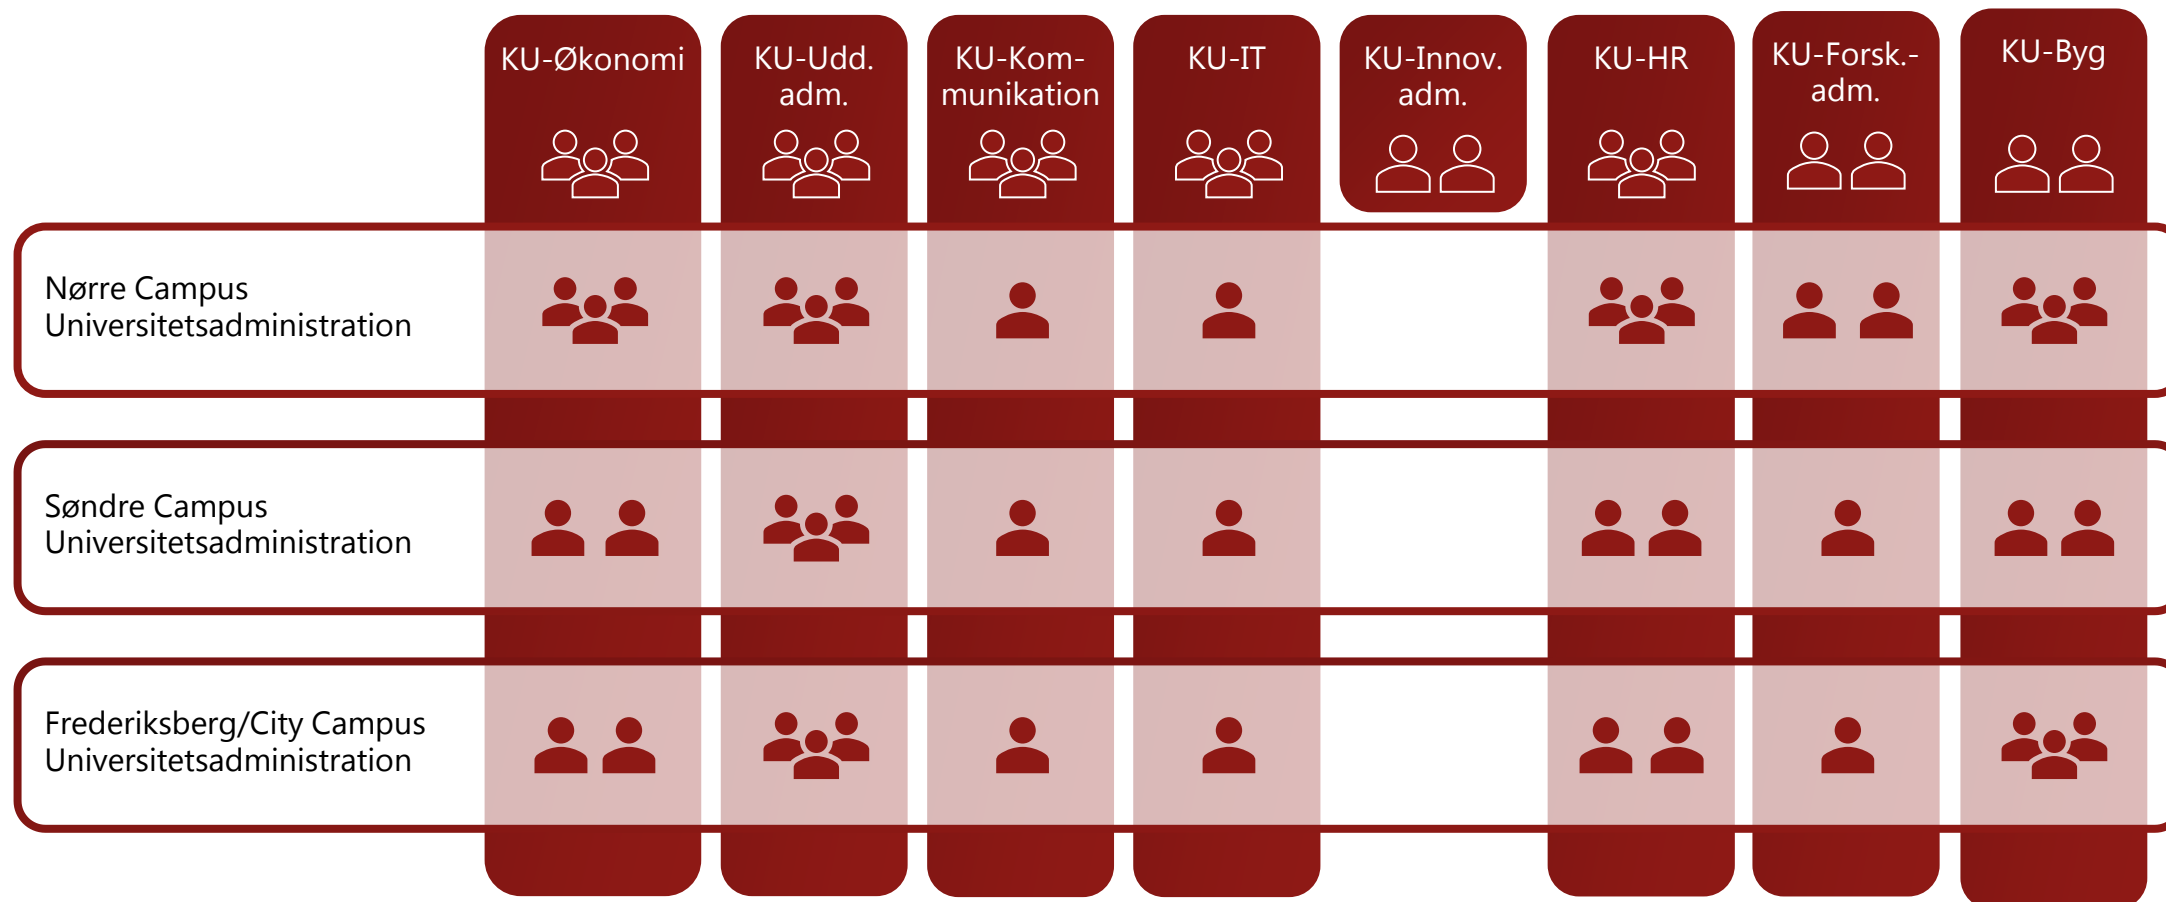 KU-Økonomi
KU-Udd.
adm.
KU-Kom-
munikation
KU-IT
KU-Innov.
adm.
KU-HR
KU-Forsk.-
adm.
KU-Byg
Nørre Campus
Universitetsadministration
Søndre Campus
Universitetsadministration
Frederiksberg/City Campus
Universitetsadministration